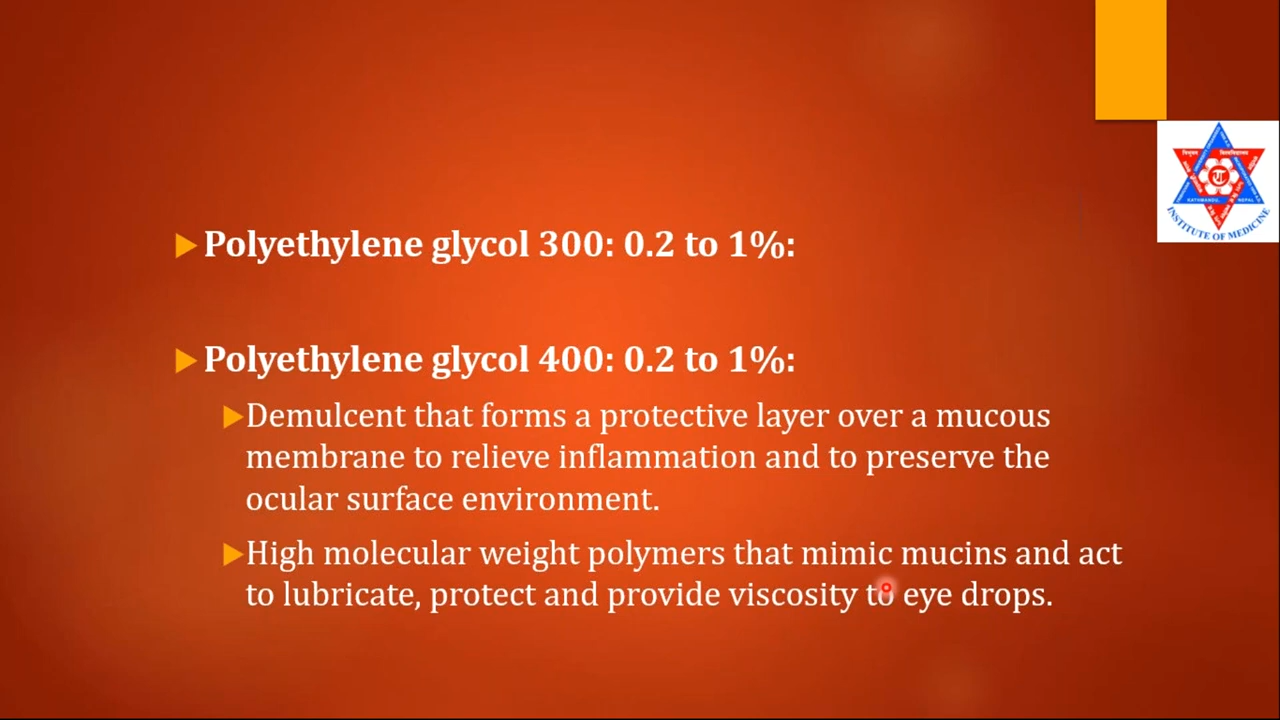 Polyethylene glycol 300: 0.2 to 1%:
Polyethylene glycol 400: 0.2 to 1%:
Demulcent that forms a protective layer over a mucous
membrane to relieve inflammation and to preserve the
ocular surface environment.
High molecular weight polymers that mimic mucins and act
to lubricate, protect and provide viscosity to eye drops.
KATHMANDU, NEPAL
INSTITUTE OF MEDICINE